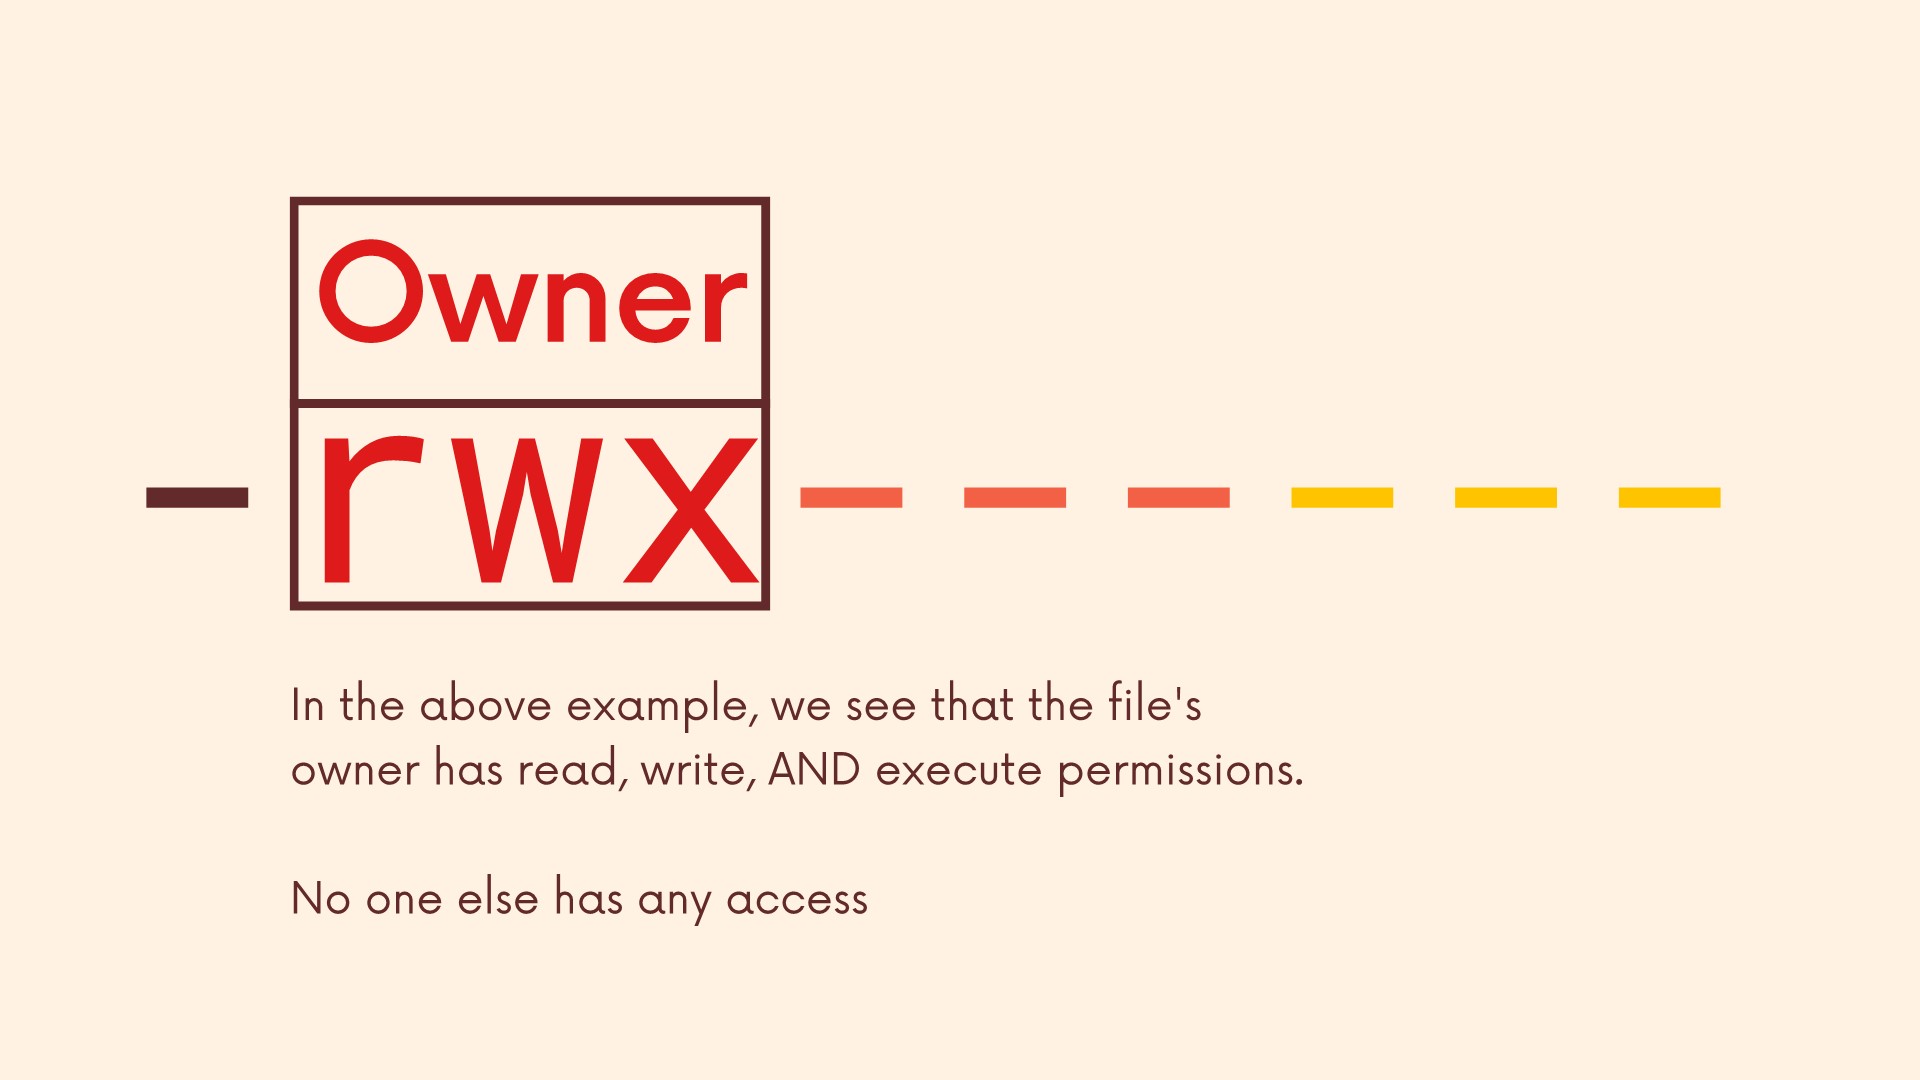 Owner
-rwx------
In the above example, we see that the file's
owner has read, write, AND execute permissions.
No one else has any access